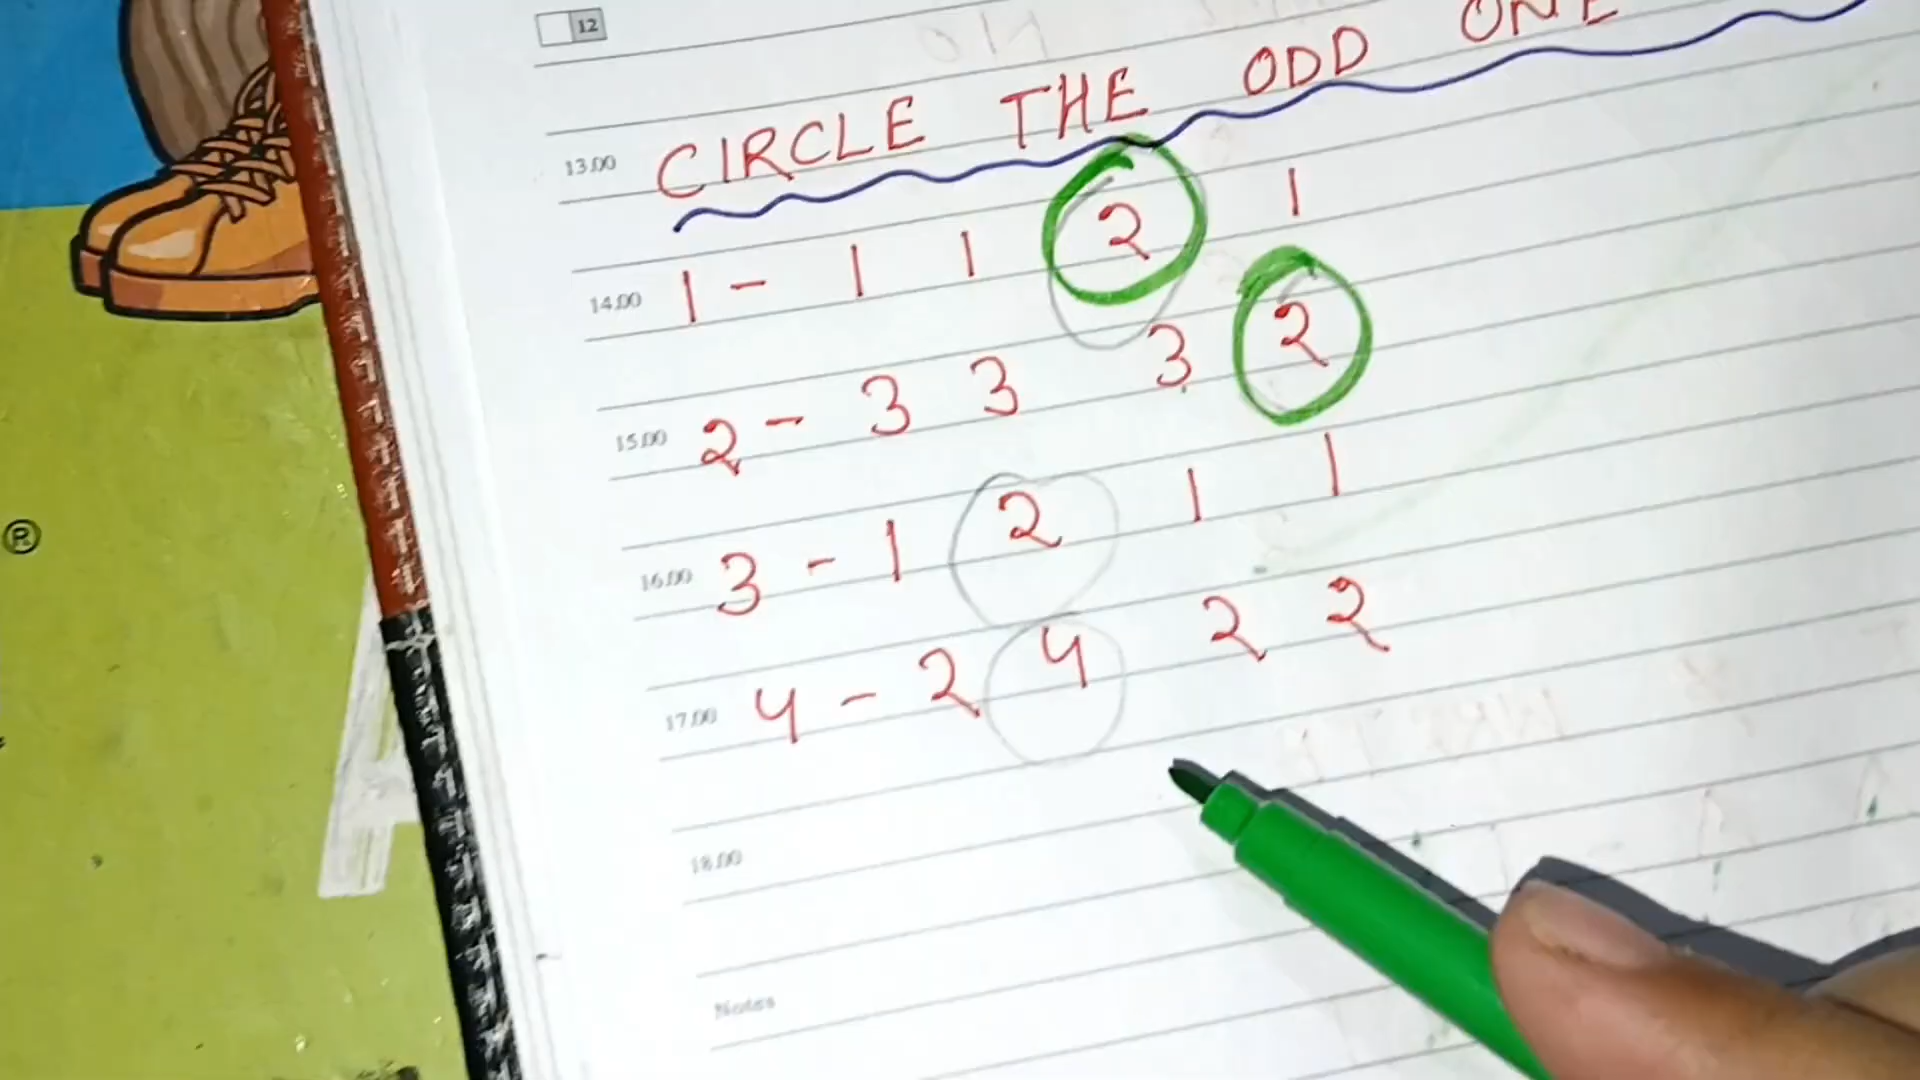 12
CIRCLE THE ODD ONE
13.00
1 - 1 1 2 1
14.00
2 - 3 3 3 2
15.00
3 - 1 2 1 1
16.00
4 - 2 4 2 2
17.00
18.00
Notes
®